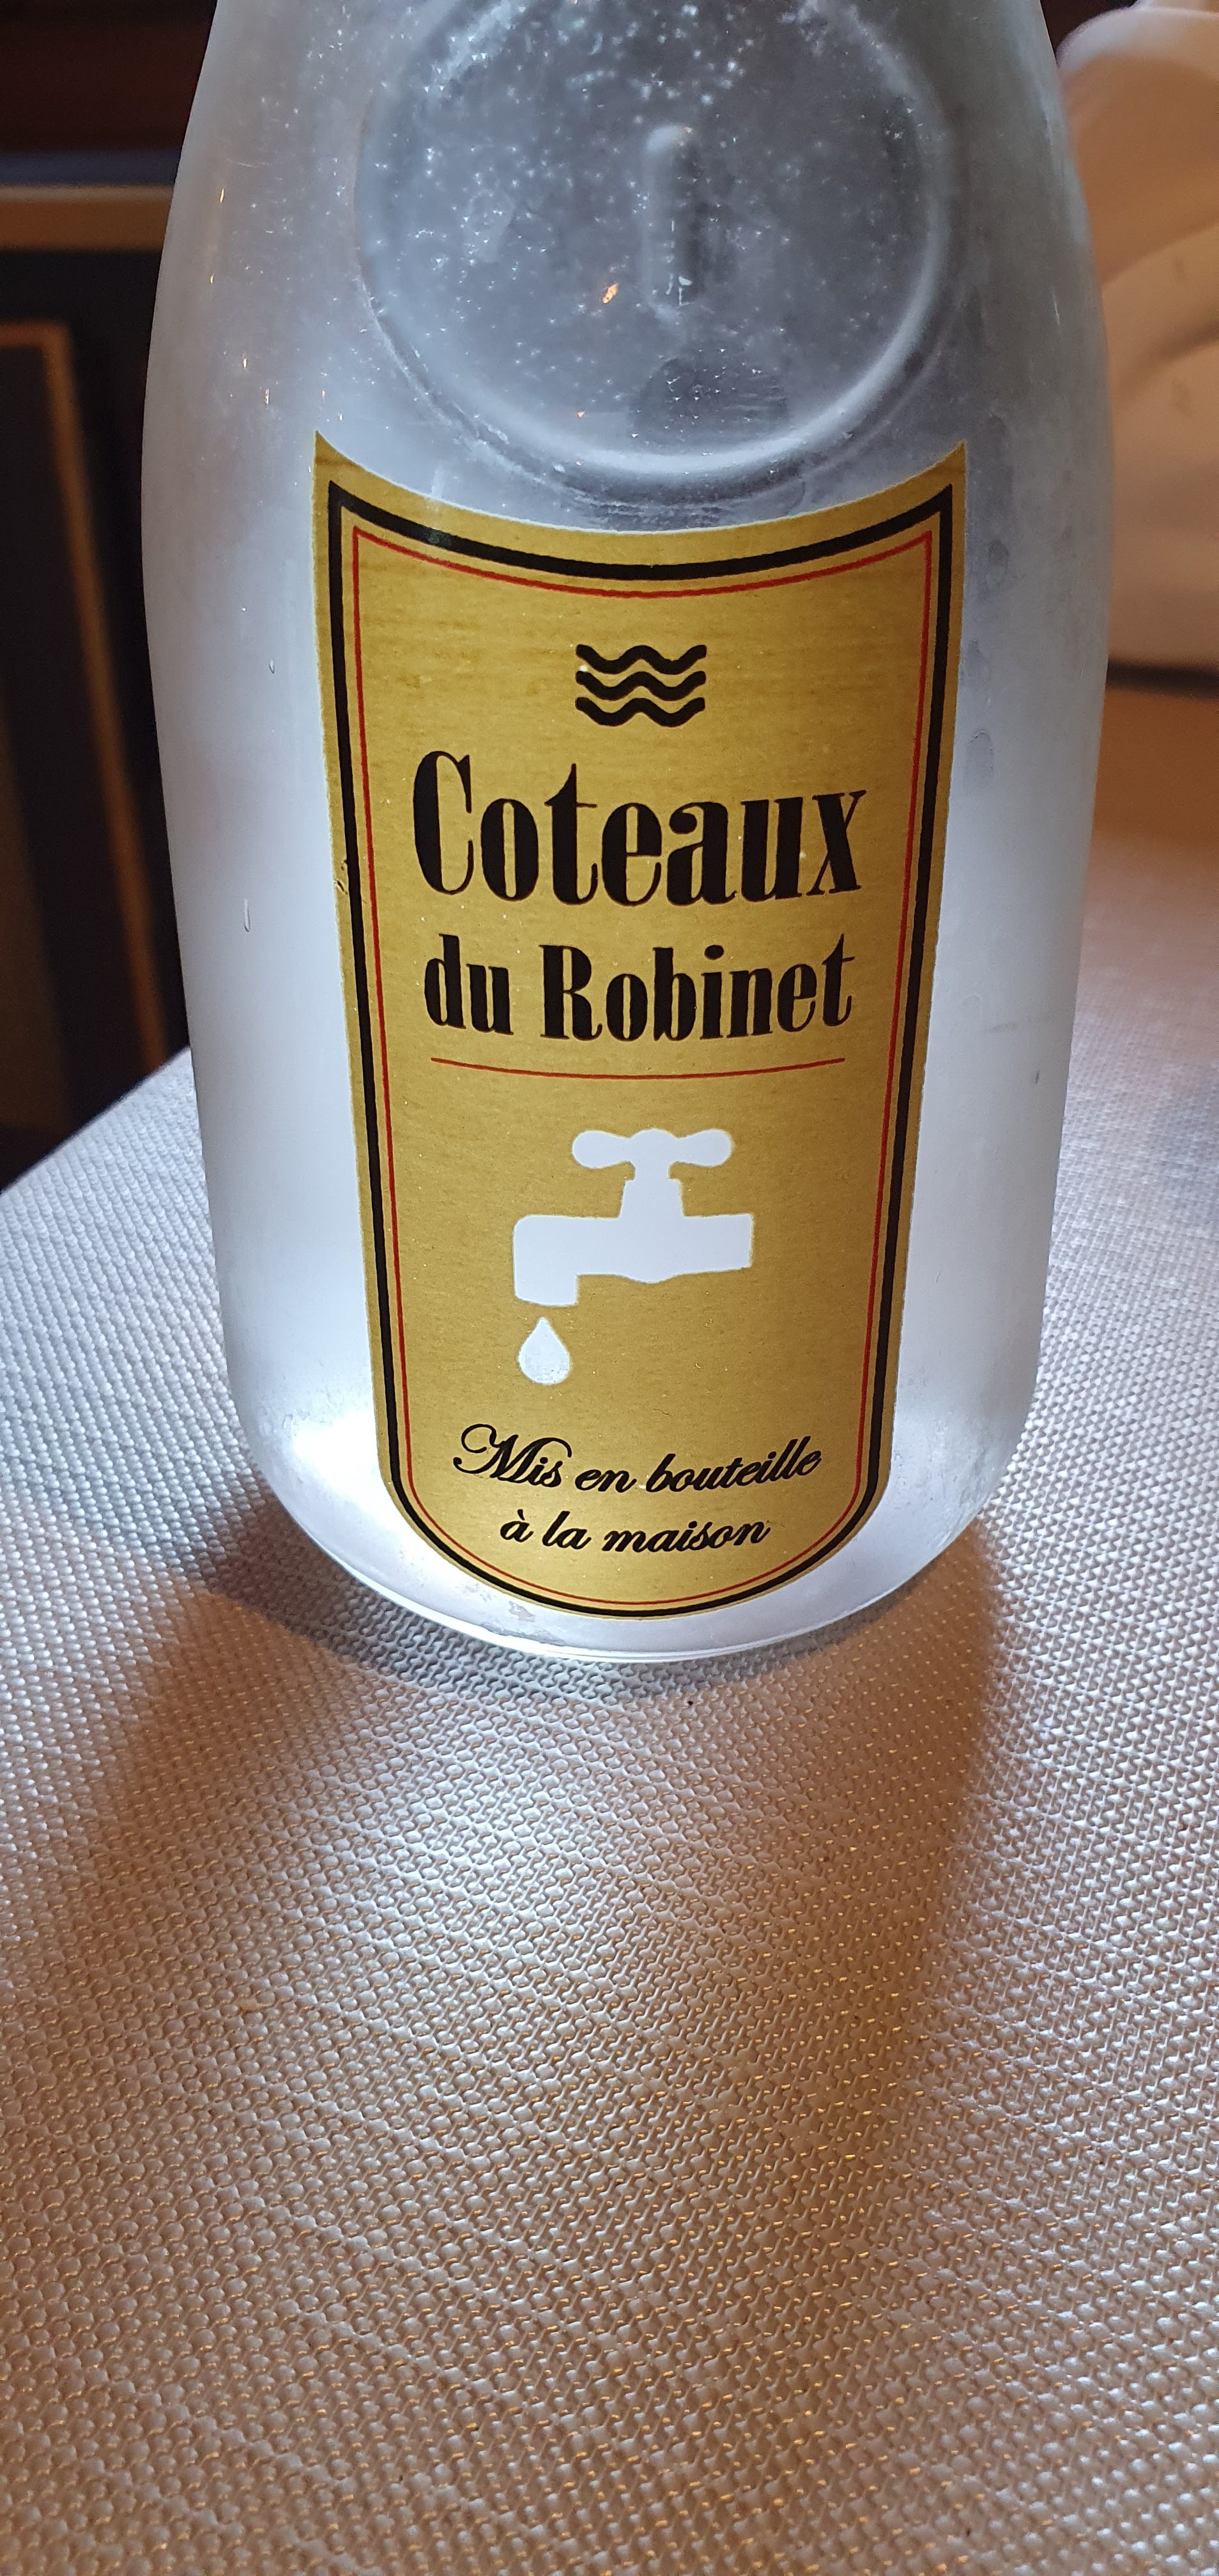 Coteaux
du Robinet
Mis en bouteille
à la maison